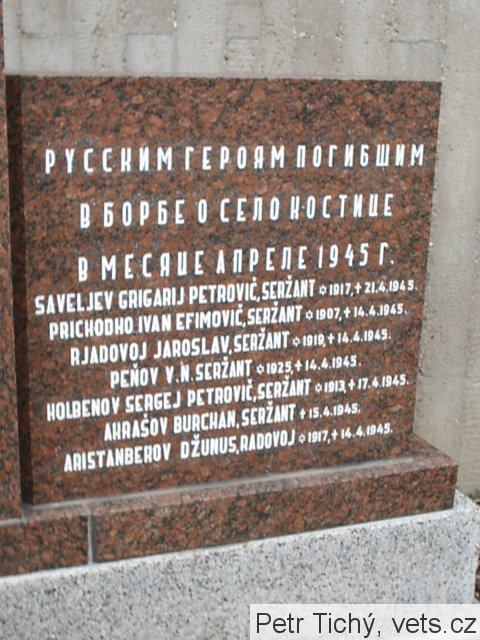 РУССКИМ ГЕРОЯМ ПОГИБШИМ
В БОРБЕ О СЕЛО КОСТИЦЕ
В МЕСЯЦЕ АПРЕЛЕ 1945 Г.
SAVELJEV GRIGARIJ PETROVIČ, SERŽANT ✡ 1917, ✝ 21.4.1945.
PRICHODHO IVAN EFIMOVIČ, SERŽANT ✡ 1907, ✝ 14.4.1945.
RJADOVOJ JAROSLAV, SERŽANT ✡ 1919, ✝ 14.4.1945.
PEŇOV V.N. SERŽANT ✡ 1925, ✝ 14.4.1945.
HOLBENOV SERGEJ PETROVIČ, SERŽANT ✡ 1913, ✝ 17.4.1945.
AKRAŠOV BURCHAN, SERŽANT ✝ 15.4.1945.
ARISTANBEROV DŽUNUS, RADOVOJ ✡ 1917, ✝ 14.4.1945.
Petr Tichý, vets.cz